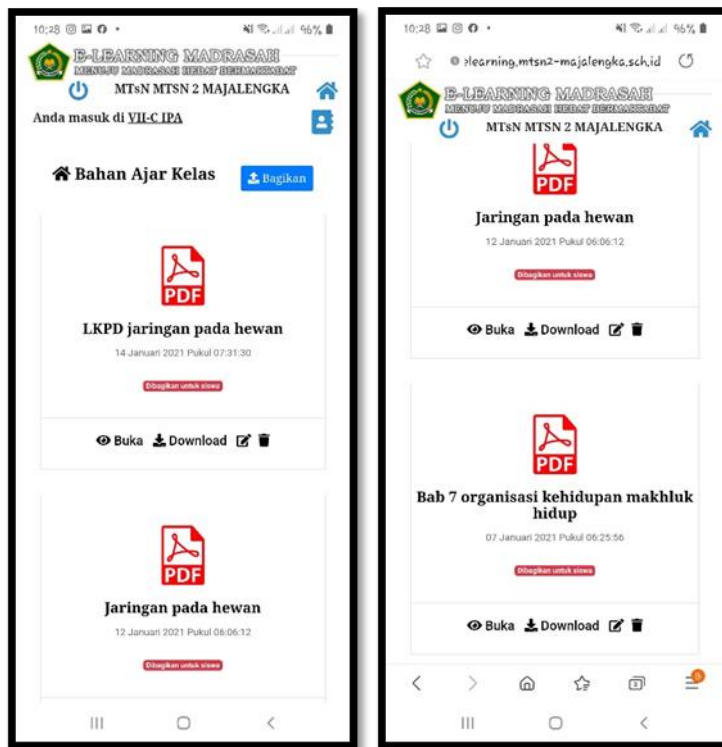 10:28
96%
E-LEARNING MADRASAH
MENUJU MADRASAH HEBAT BERMARTABAT
MTsN MTSN 2 MAJALENGKA
Anda masuk di VII-C IPA
Bahan Ajar Kelas
Bagikan
PDF
LKPD jaringan pada hewan
14 Januari 2021 Pukul 07:31:30
Dibagikan untuk siswa
Buka Download
PDF
Jaringan pada hewan
12 Januari 2021 Pukul 06:06:12
Dibagikan untuk siswa
10:28
96%
elearning.mtsn2-majalengka.sch.id
E-LEARNING MADRASAH
MENUJU MADRASAH HEBAT BERMARTABAT
MTsN MTSN 2 MAJALENGKA
PDF
Jaringan pada hewan
12 Januari 2021 Pukul 06:06:12
Dibagikan untuk siswa
Buka Download
PDF
Bab 7 organisasi kehidupan makhluk
hidup
07 Januari 2021 Pukul 06:25:56
Dibagikan untuk siswa
Buka Download